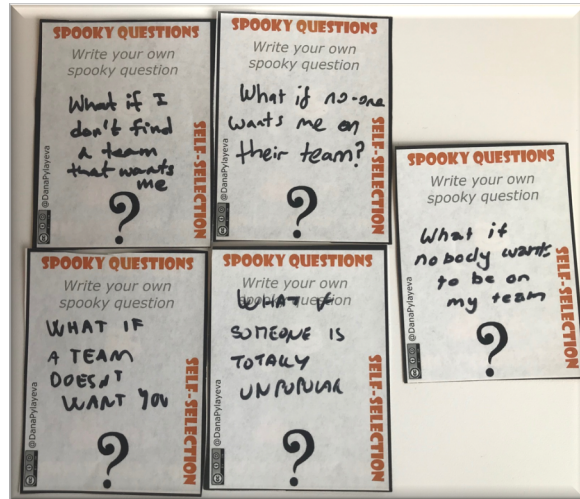 SPOOKY QUESTIONS
Write your own
spooky question
What if I
don't find
a team
that wants
me
?
@DanaPylayeva
SELF-SELECTION
SPOOKY QUESTIONS
Write your own
spooky question
What if no-one
wants me on
their team?
?
@DanaPylayeva
SELF-SELECTION
SPOOKY QUESTIONS
Write your own
spooky question
What if
nobody wants
to be on
my team
?
@DanaPylayeva
SELF-SELECTION
SPOOKY QUESTIONS
Write your own
spooky question
WHAT IF
A TEAM
DOESN'T
WANT YOU
?
@DanaPylayeva
SELF-SELECTION
SPOOKY QUESTIONS
Write your own
spooky question
WHAT IF
SOMEONE IS
TOTALLY
UNPOPULAR
?
@DanaPylayeva
SELF-SELECTION